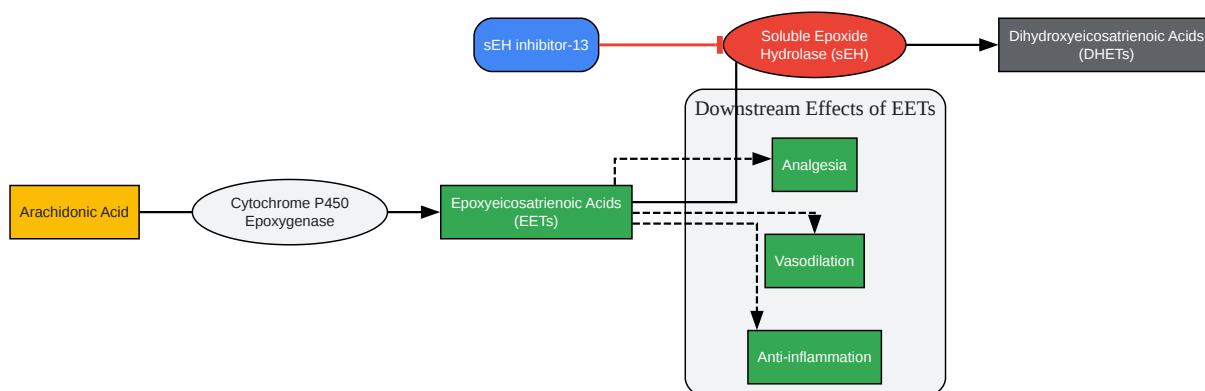 sEH inhibitor-13
Soluble Epoxide
Hydrolase (sEH)
Dihydroxyeicosatrienoic Acids
(DHETs)
Downstream Effects of EETs
Analgesia
Arachidonic Acid
Cytochrome P450
Epoxygenase
Epoxyeicosatrienoic Acids
(EETs)
Vasodilation
Anti-inflammation